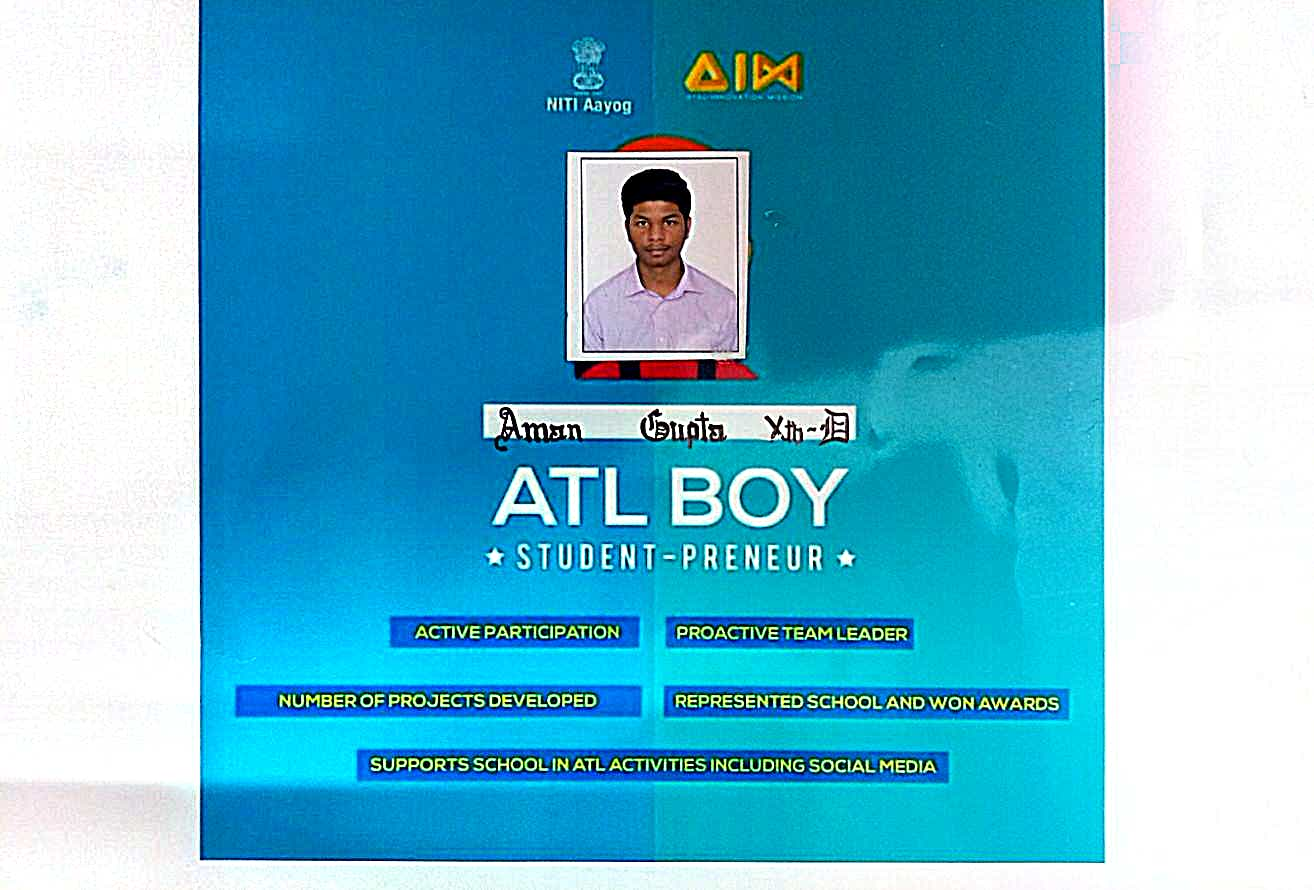 NITI Aayog
AIM
ATAL INNOVATION MISSION
Aman Gupta Xth-D
ATL BOY
★ STUDENT-PRENEUR ★
ACTIVE PARTICIPATION
PROACTIVE TEAM LEADER
NUMBER OF PROJECTS DEVELOPED
REPRESENTED SCHOOL AND WON AWARDS
SUPPORTS SCHOOL IN ATL ACTIVITIES INCLUDING SOCIAL MEDIA